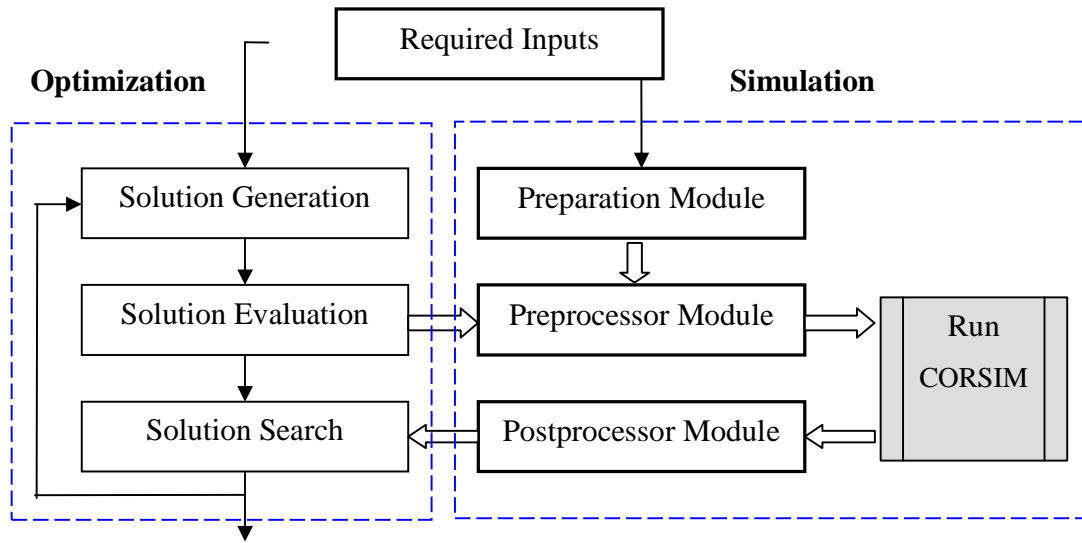 Required Inputs
Optimization
Simulation
Solution Generation
Preparation Module
Solution Evaluation
Preprocessor Module
Run
CORSIM
Solution Search
Postprocessor Module